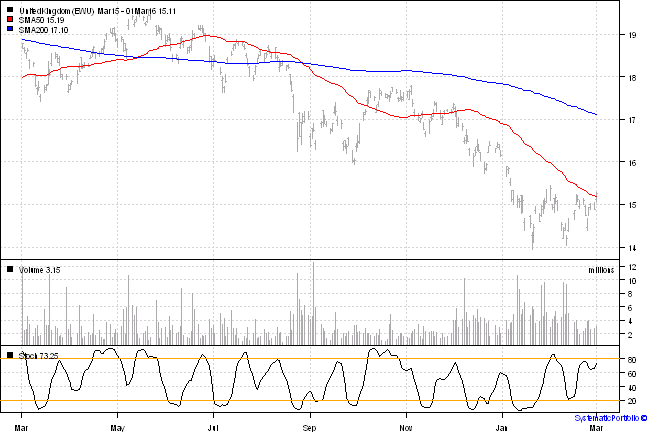 UnitedKingdom (EWU) Mar15 - 01Mar16 15.11
SMA50 15.19
SMA200 17.10
19
18
17
16
15
14
Volume 3.15
millions
12
10
8
6
4
2
Stoch 73.25
80
60
40
20
Mar May Jul Sep Nov Jan Mar
SystematicPortfolio ©